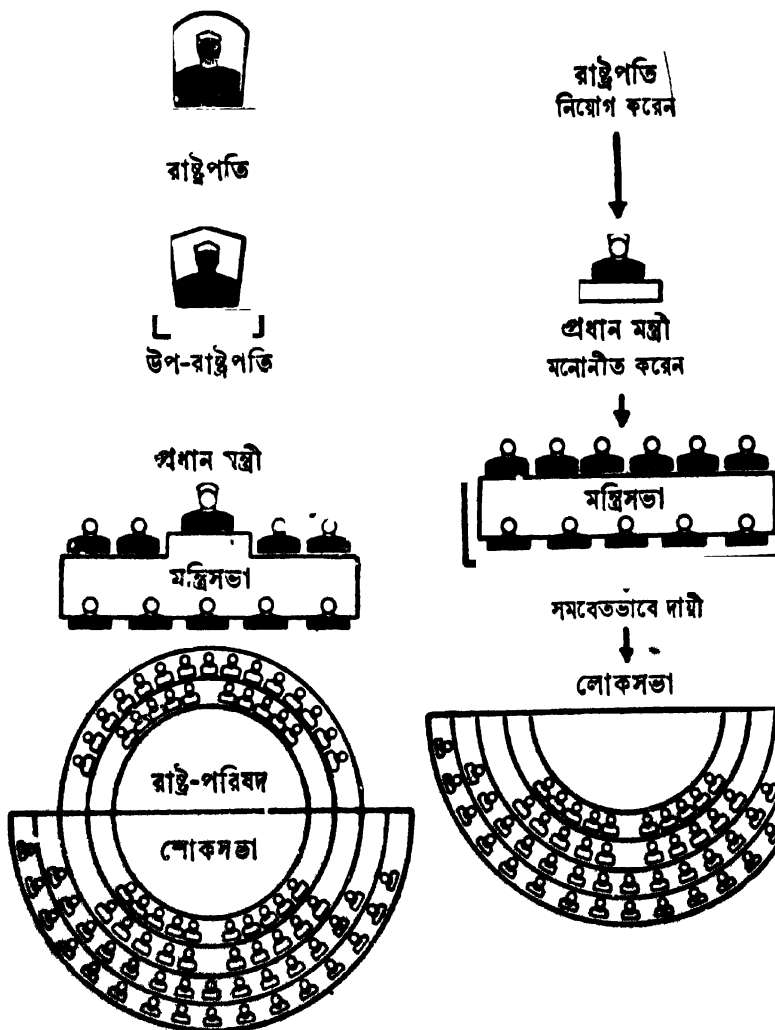 রাষ্ট্রপতি
উপ-রাষ্ট্রপতি
প্রধান মন্ত্রী
মন্ত্রিসভা
রাষ্ট্র-পরিষদ
লোকসভা
রাষ্ট্রপতি
নিয়োগ করেন
প্রধান মন্ত্রী
মনোনীত করেন
মন্ত্রিসভা
সমবেতভাবে দায়ী
লোকসভা